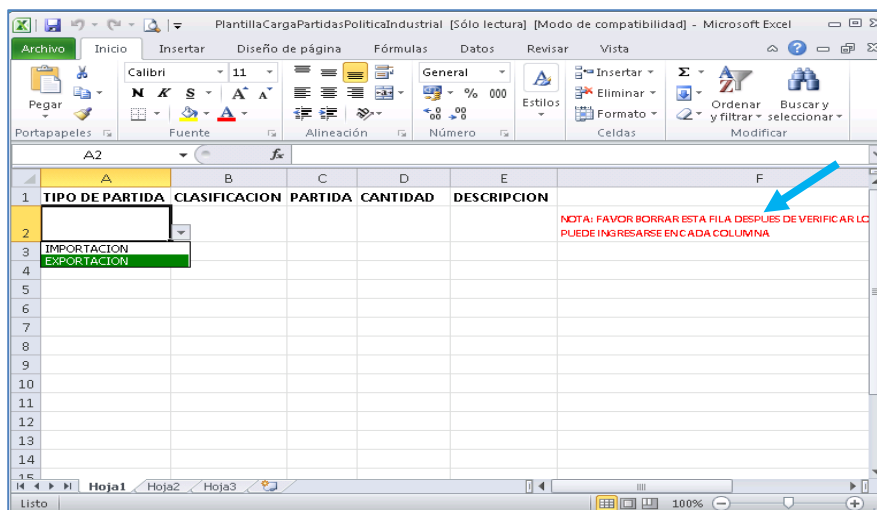 PlantillaCargaPartidasPoliticaIndustrial [Sólo lectura] [Modo de compatibilidad] - Microsoft Excel
Archivo Inicio Insertar Diseño de página Fórmulas Datos Revisar Vista
Pegar
Calibri 11
N K S A A
A
General
% 000
Estilos
Insertar
Eliminar
Formato
Σ
Ordenar y filtrar
Buscar y seleccionar
Portapapeles Fuente Alineación Número Celdas Modificar
A2 fx
A B C D E F
1 TIPO DE PARTIDA CLASIFICACION PARTIDA CANTIDAD DESCRIPCION
NOTA: FAVOR BORRAR ESTA FILA DESPUES DE VERIFICAR LO
2 PUEDE INGRESARSE EN CADA COLUMNA
3 IMPORTACION
EXPORTACION
4
5
6
7
8
9
10
11
12
13
14
15
Hoja1 Hoja2 Hoja3
Listo 100%